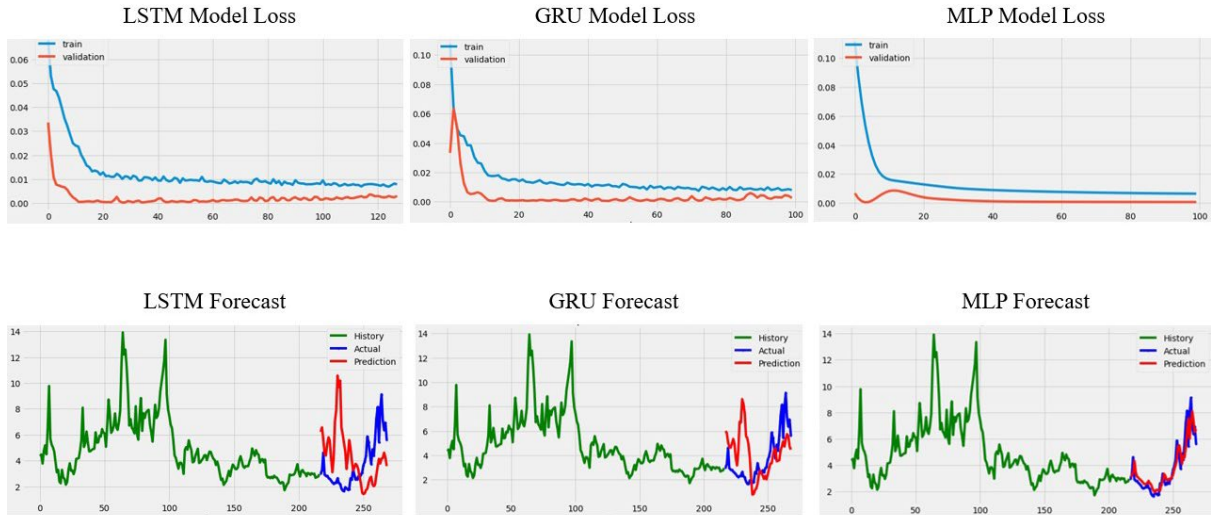 LSTM Model Loss
GRU Model Loss
MLP Model Loss
train
validation
0.06
0.05
0.04
0.03
0.02
0.01
0.00
0 20 40 60 80 100 120
train
validation
0.10
0.08
0.06
0.04
0.02
0.00
0 20 40 60 80 100
train
validation
0.10
0.08
0.06
0.04
0.02
0.00
0 20 40 60 80 100
LSTM Forecast
GRU Forecast
MLP Forecast
History
Actual
Prediction
14
12
10
8
6
4
2
0 50 100 150 200 250
History
Actual
Prediction
14
12
10
8
6
4
2
0 50 100 150 200 250
History
Actual
Prediction
14
12
10
8
6
4
2
0 50 100 150 200 250